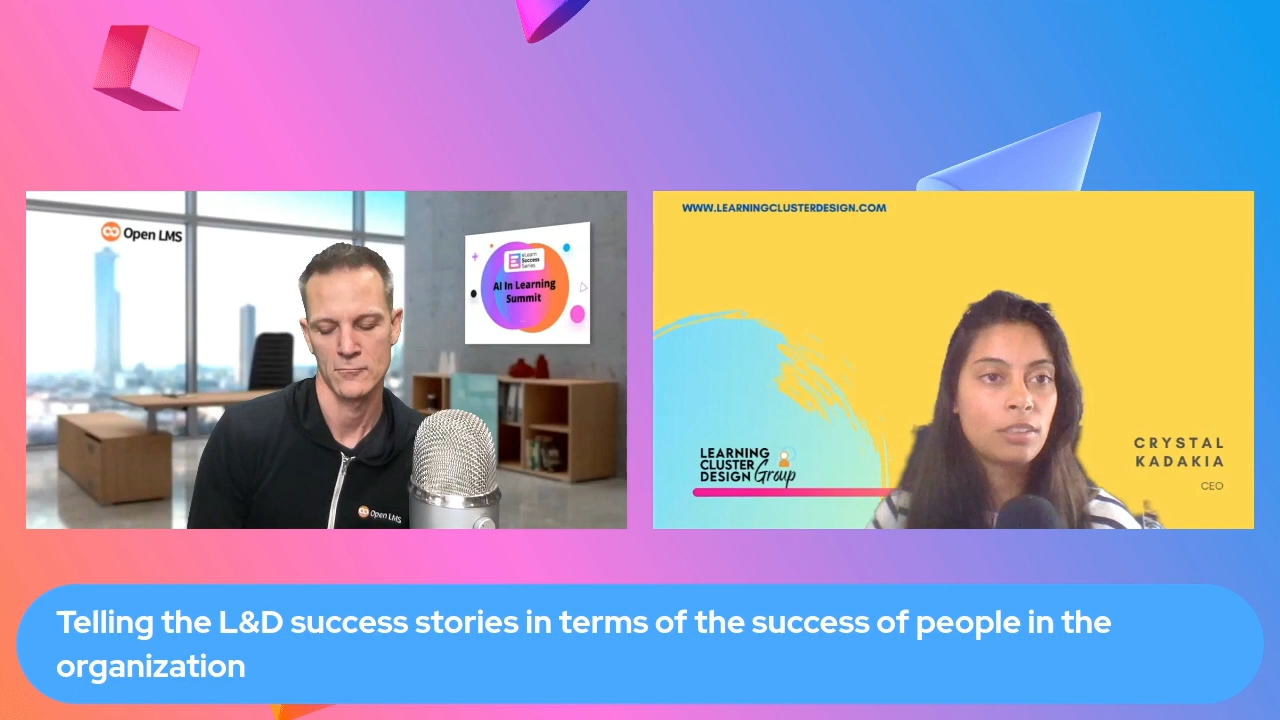 Open LMS
eLearn
Success
Series
AI In Learning
Summit
Open LMS
WWW.LEARNINGCLUSTERDESIGN.COM
LEARNING
CLUSTER
DESIGN Group
CRYSTAL
KADAKIA
CEO
Telling the L&D success stories in terms of the success of people in the
organization